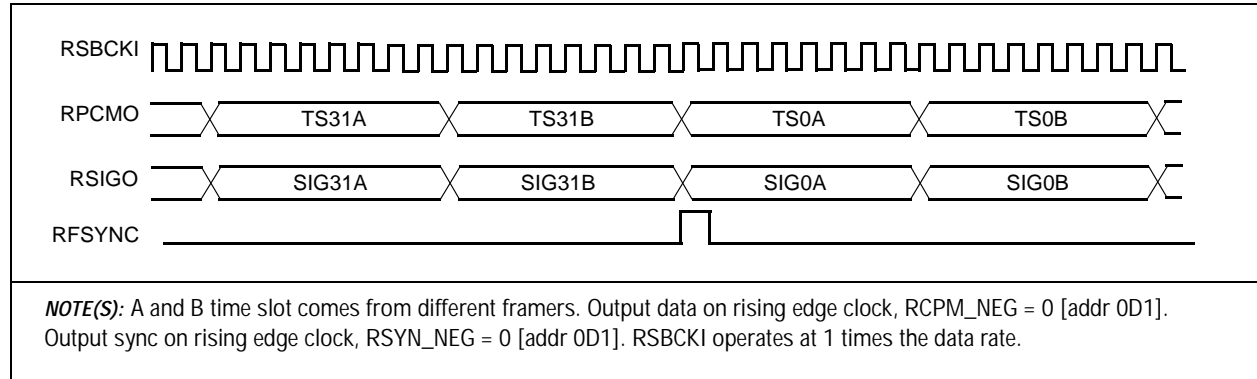 RSBCKI
RPCMO TS31A TS31B TS0A TS0B
RSIGO SIG31A SIG31B SIG0A SIG0B
RFSYNC
NOTE(S): A and B time slot comes from different framers. Output data on rising edge clock, RCPM_NEG = 0 [addr 0D1].
Output sync on rising edge clock, RSYN_NEG = 0 [addr 0D1]. RSBCKI operates at 1 times the data rate.